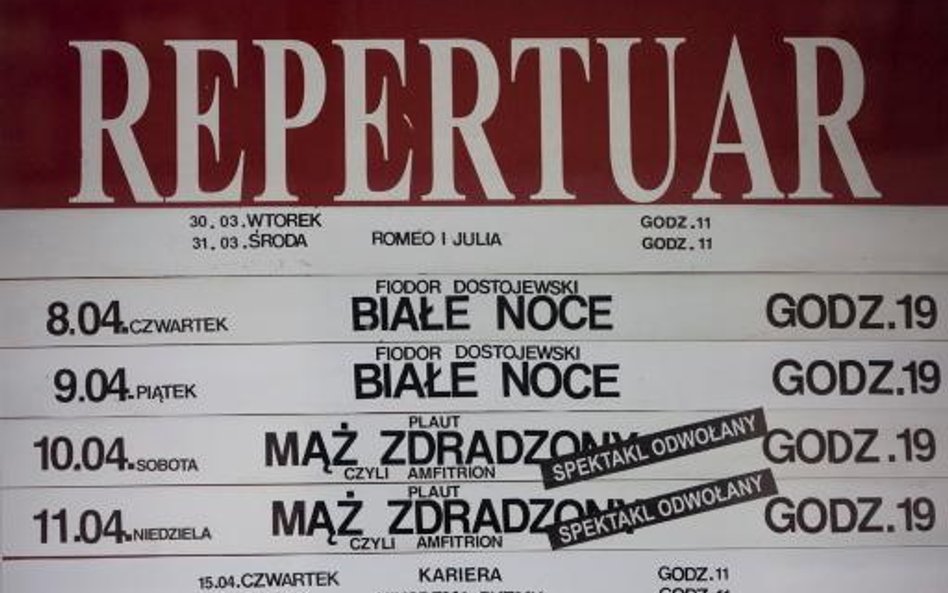 REPERTUAR
30.03.WTOREK GODZ.11
31.03.ŚRODA ROMEO I JULIA GODZ.11
FIODOR DOSTOJEWSKI
8.04.CZWARTEK BIAŁE NOCE GODZ.19
FIODOR DOSTOJEWSKI
9.04.PIĄTEK BIAŁE NOCE GODZ.19
PLAUT
10.04.SOBOTA MĄŻ ZDRADZONY SPEKTAKL ODWOŁANY GODZ.19
CZYLI AMFITRION
PLAUT
11.04.NIEDZIELA MĄŻ ZDRADZONY SPEKTAKL ODWOŁANY GODZ.19
CZYLI AMFITRION
15.04.CZWARTEK KARIERA GODZ.11